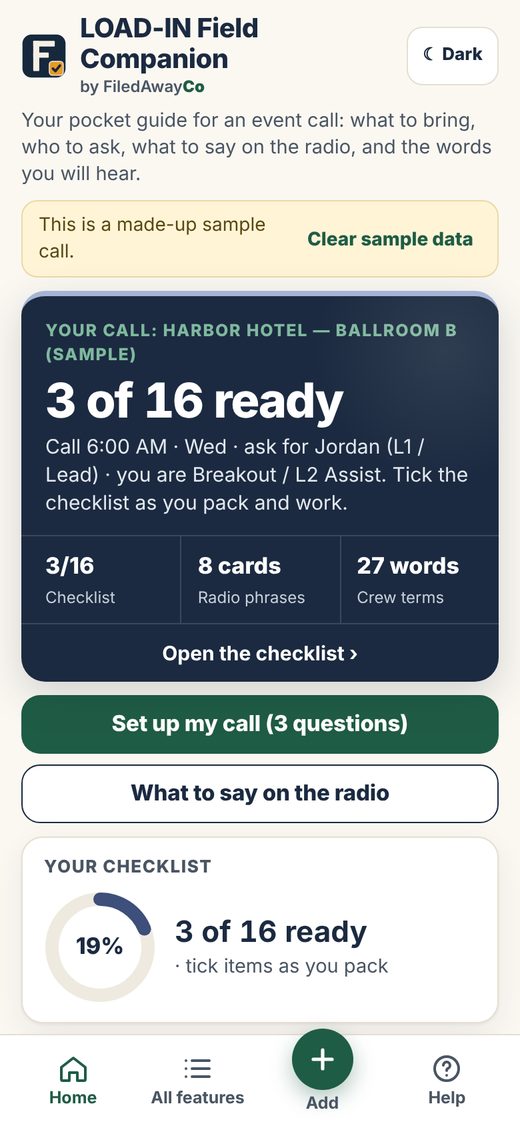 LOAD-IN Field
Companion
by FiledAwayCo
☾ Dark
Your pocket guide for an event call: what to bring,
who to ask, what to say on the radio, and the words
you will hear.
This is a made-up sample
call.
Clear sample data
YOUR CALL: HARBOR HOTEL — BALLROOM B
(SAMPLE)
3 of 16 ready
Call 6:00 AM · Wed · ask for Jordan (L1 /
Lead) · you are Breakout / L2 Assist. Tick the
checklist as you pack and work.
3/16
Checklist
8 cards
Radio phrases
27 words
Crew terms
Open the checklist ›
Set up my call (3 questions)
What to say on the radio
YOUR CHECKLIST
19%
3 of 16 ready
· tick items as you pack
Home
All features
Add
Help